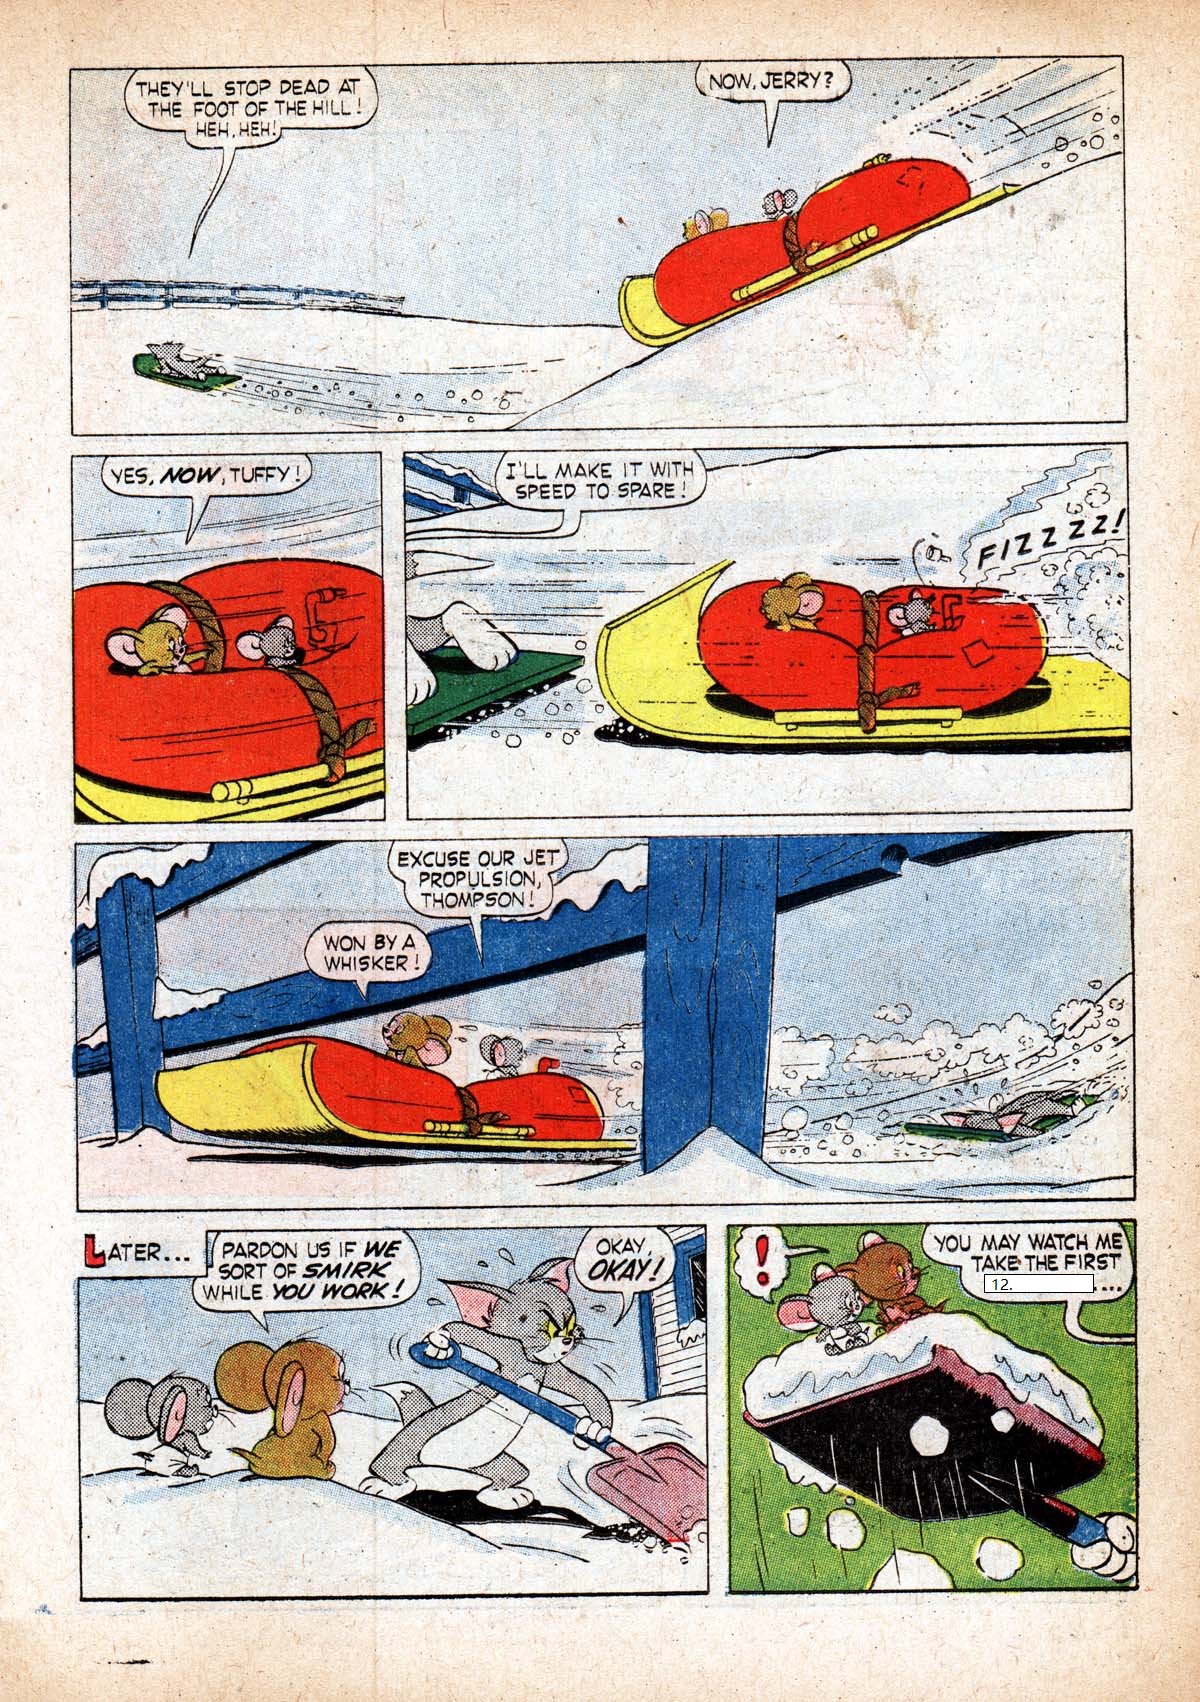 THEY'LL STOP DEAD AT
THE FOOT OF THE HILL!
HEH, HEH!
NOW, JERRY?
YES, NOW, TUFFY!
I'LL MAKE IT WITH
SPEED TO SPARE!
FIZZZZ!
EXCUSE OUR JET
PROPULSION,
THOMPSON!
WON BY A
WHISKER!
LATER...
PARDON US IF WE
SORT OF SMIRK
WHILE YOU WORK!
OKAY,
OKAY!
!
YOU MAY WATCH ME
TAKE THE FIRST
12. ....